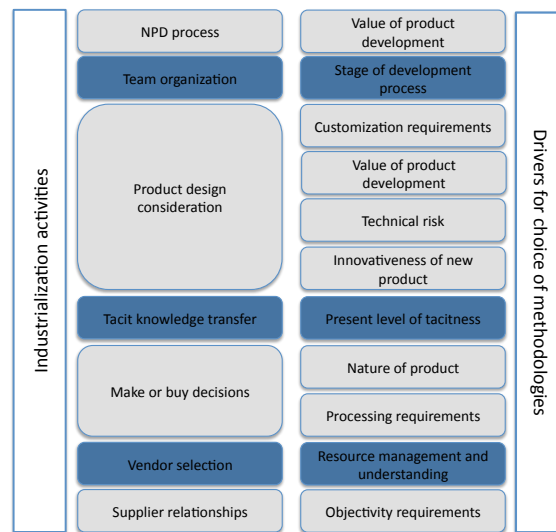 Industrialization activities
NPD process
Value of product
development
Team organization
Stage of development
process
Product design
consideration
Customization requirements
Value of product
development
Technical risk
Innovativeness of new
product
Tacit knowledge transfer
Present level of tacitness
Make or buy decisions
Nature of product
Processing requirements
Vendor selection
Resource management and
understanding
Supplier relationships
Objectivity requirements
Drivers for choice of methodologies